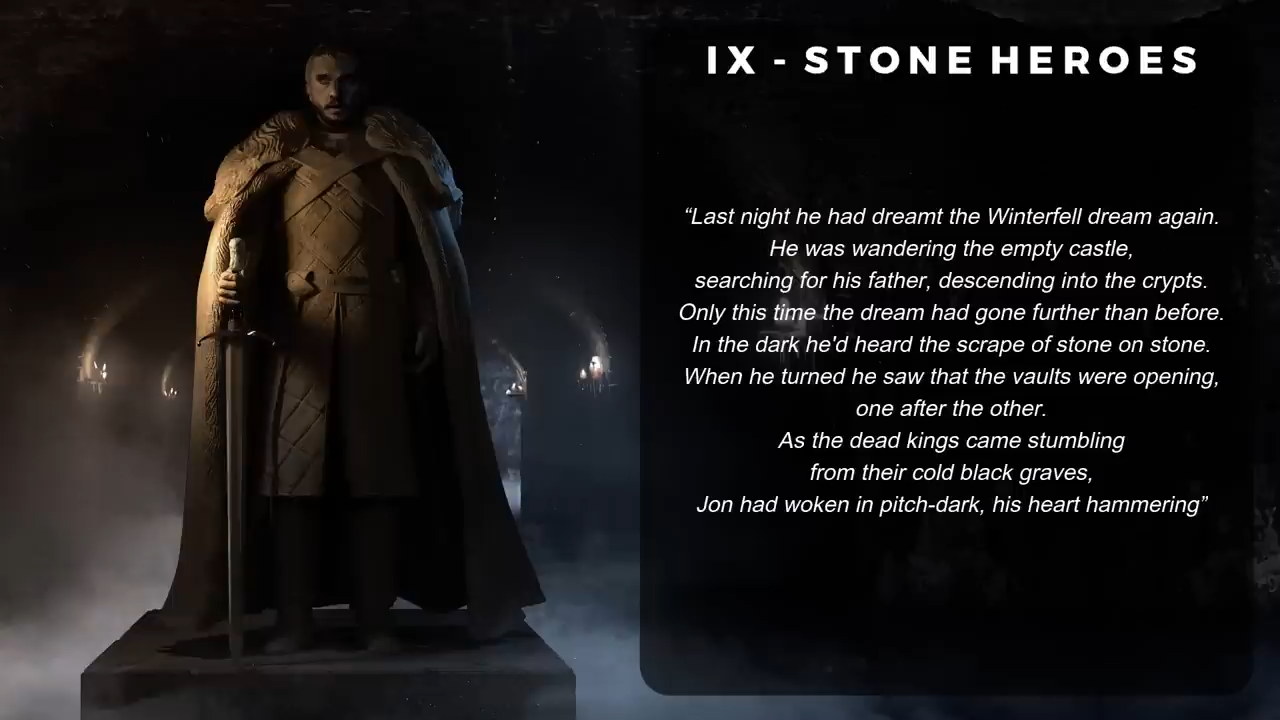 IX - STONE HEROES
“Last night he had dreamt the Winterfell dream again.
He was wandering the empty castle,
searching for his father, descending into the crypts.
Only this time the dream had gone further than before.
In the dark he'd heard the scrape of stone on stone.
When he turned he saw that the vaults were opening,
one after the other.
As the dead kings came stumbling
from their cold black graves,
Jon had woken in pitch-dark, his heart hammering”